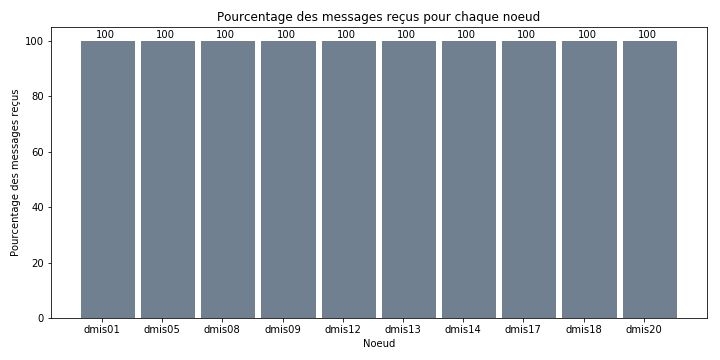 Pourcentage des messages reçus pour chaque noeud
100 100 100 100 100 100 100 100 100 100
Pourcentage des messages reçus
100
80
60
40
20
0
dmis01 dmis05 dmis08 dmis09 dmis12 dmis13 dmis14 dmis17 dmis18 dmis20
Noeud